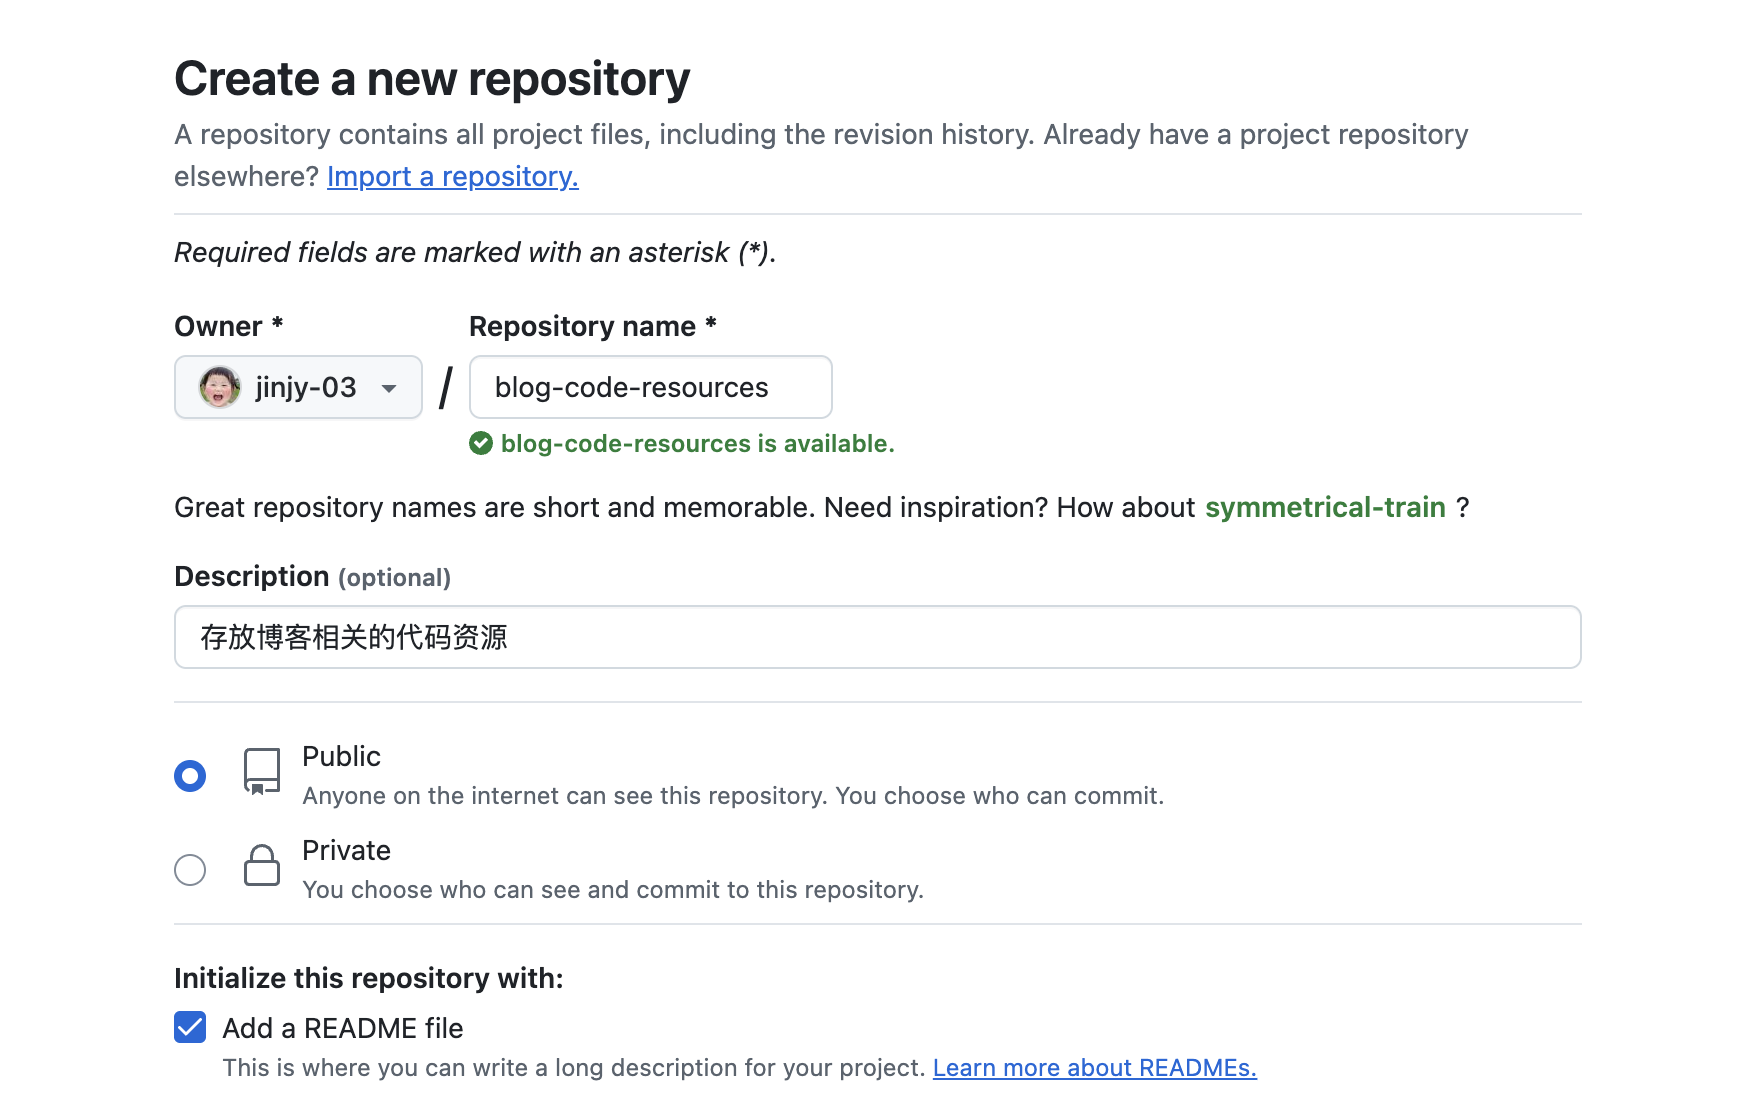 Create a new repository
A repository contains all project files, including the revision history. Already have a project repository
elsewhere? Import a repository.
Required fields are marked with an asterisk (*).
Owner *
Repository name *
jinjy-03
/
blog-code-resources
blog-code-resources is available.
Great repository names are short and memorable. Need inspiration? How about symmetrical-train ?
Description (optional)
存放博客相关的代码资源
Public
Anyone on the internet can see this repository. You choose who can commit.
Private
You choose who can see and commit to this repository.
Initialize this repository with:
Add a README file
This is where you can write a long description for your project. Learn more about READMEs.